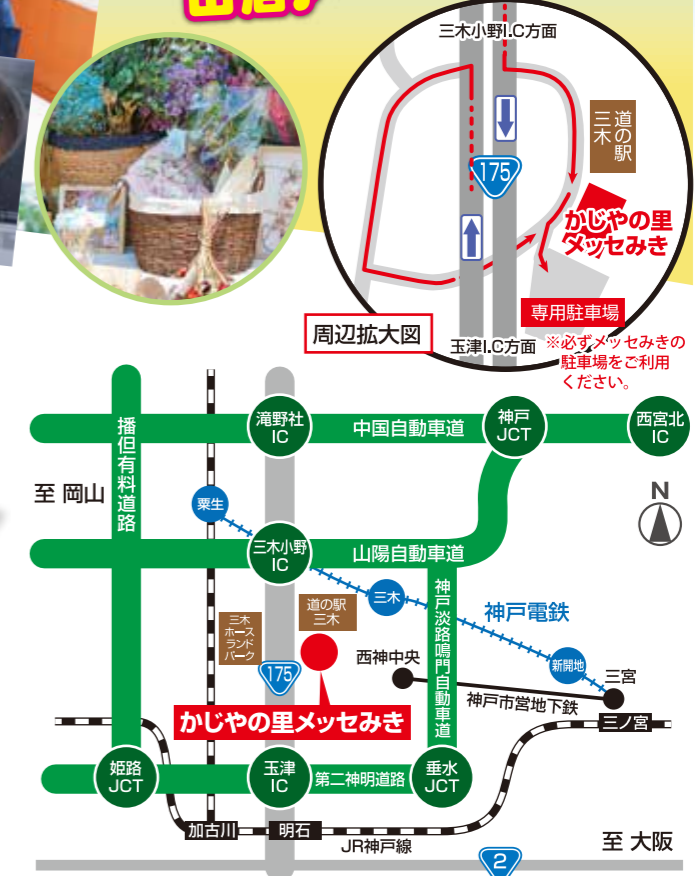 三木小野I.C方面
道の駅
三木
175
かじやの里
メッセみき
専用駐車場
周辺拡大図
玉津I.C方面
※必ずメッセみきの
駐車場をご利用
ください。
播但有料道路
滝野社
IC
中国自動車道
神戸
JCT
西宮北
IC
至 岡山
粟生
N
三木小野
IC
山陽自動車道
三木
ホース
ランド
パーク
道の駅
三木
三木
神戸淡路鳴門自動車道
神戸電鉄
175
西神中央
新開地
三宮
神戸市営地下鉄
かじやの里メッセみき
三ノ宮
姫路
JCT
玉津
IC
第二神明道路
垂水
JCT
加古川
明石
JR神戸線
至 大阪
2